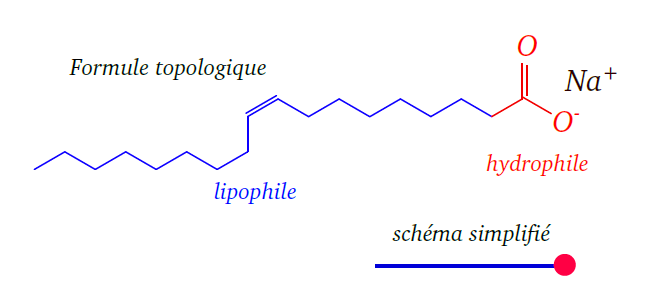 Formule topologique
O
Na+
O-
lipophile
hydrophile
schéma simplifié